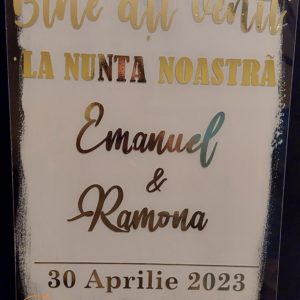 Bine ați venit
LA NUNTA NOASTRĂ
Emanuel
&
Ramona
30 Aprilie 2023